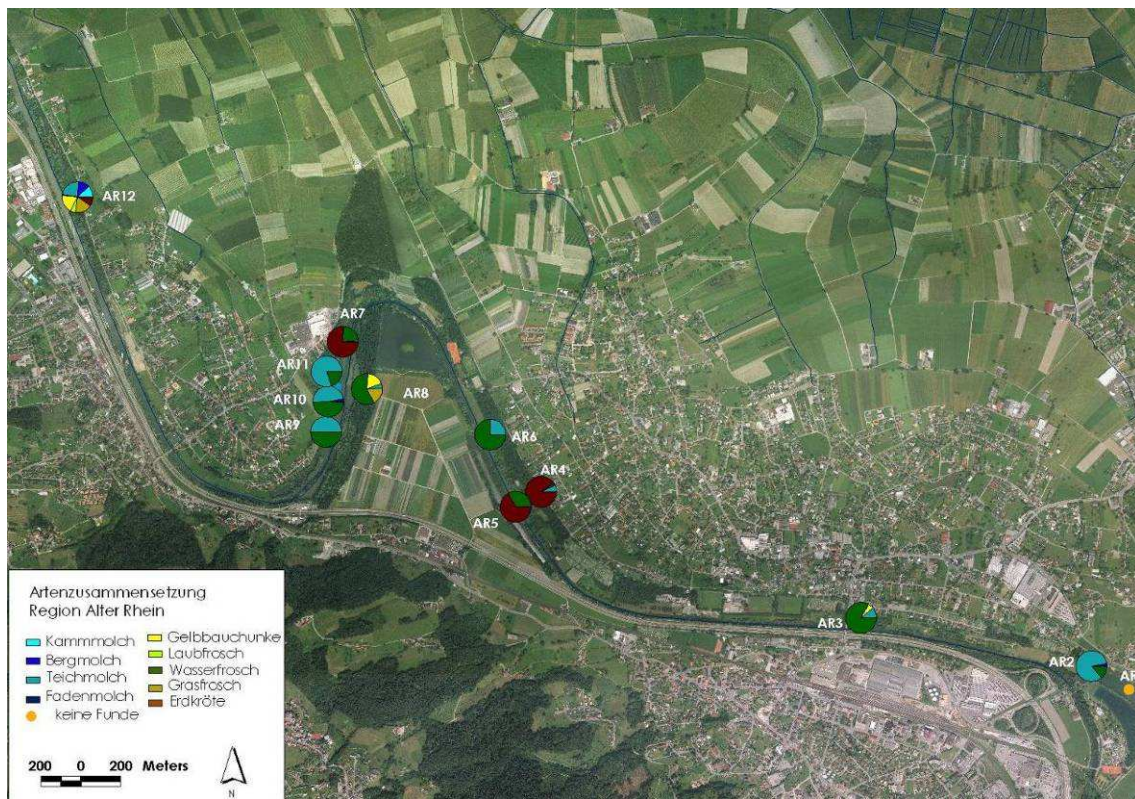 AR12
AR7
AR11
AR10
AR8
AR9
AR6
AR4
AR5
AR3
AR2
AR
Artenzusammensetzung
Region Alter Rhein
Kammmolch
Bergmolch
Teichmolch
Fadenmolch
keine Funde
Gelbbauchunke
Laubfrosch
Wasserfrosch
Grasfrosch
Erdkröte
200 0 200 Meters
N